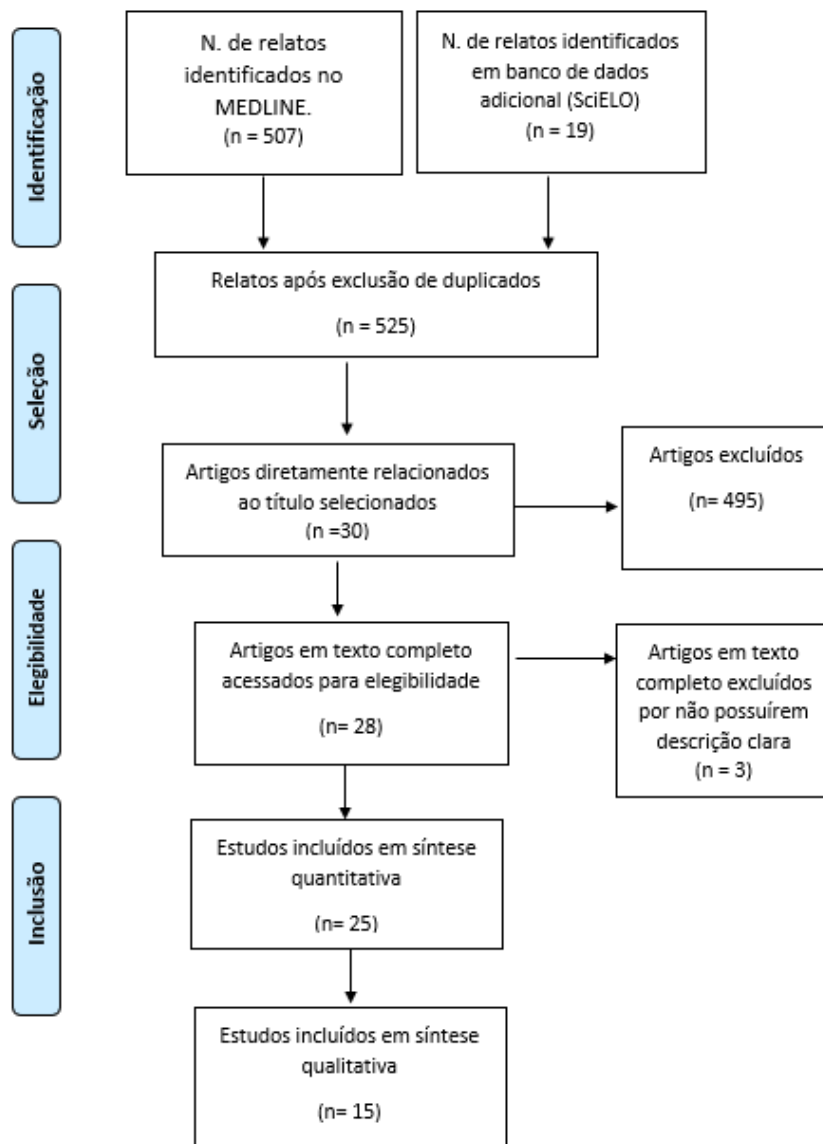 Identificação
N. de relatos
identificados no
MEDLINE.
(n = 507)
N. de relatos identificados
em banco de dados
adicional (SciELO)
(n = 19)
Relatos após exclusão de duplicados
(n = 525)
Seleção
Artigos diretamente relacionados
ao título selecionados
(n =30)
Artigos excluídos
(n= 495)
Elegibilidade
Artigos em texto completo
acessados para elegibilidade
(n= 28)
Artigos em texto
completo excluídos
por não possuírem
descrição clara
(n = 3)
Inclusão
Estudos incluídos em síntese
quantitativa
(n= 25)
Estudos incluídos em síntese
qualitativa
(n= 15)